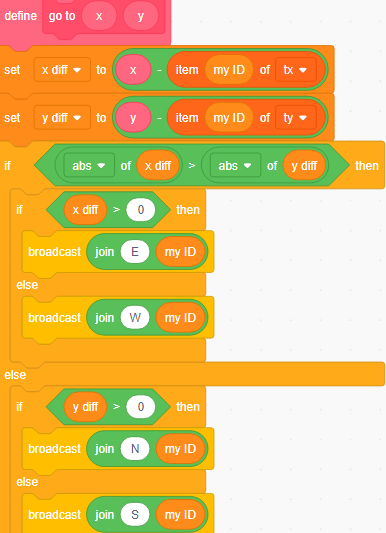 define go to x y
set x diff to x - item my ID of tx
set y diff to y - item my ID of ty
if abs of x diff > abs of y diff then
if x diff > 0 then
broadcast join E my ID
else
broadcast join W my ID
else
if y diff > 0 then
broadcast join N my ID
else
broadcast join S my ID